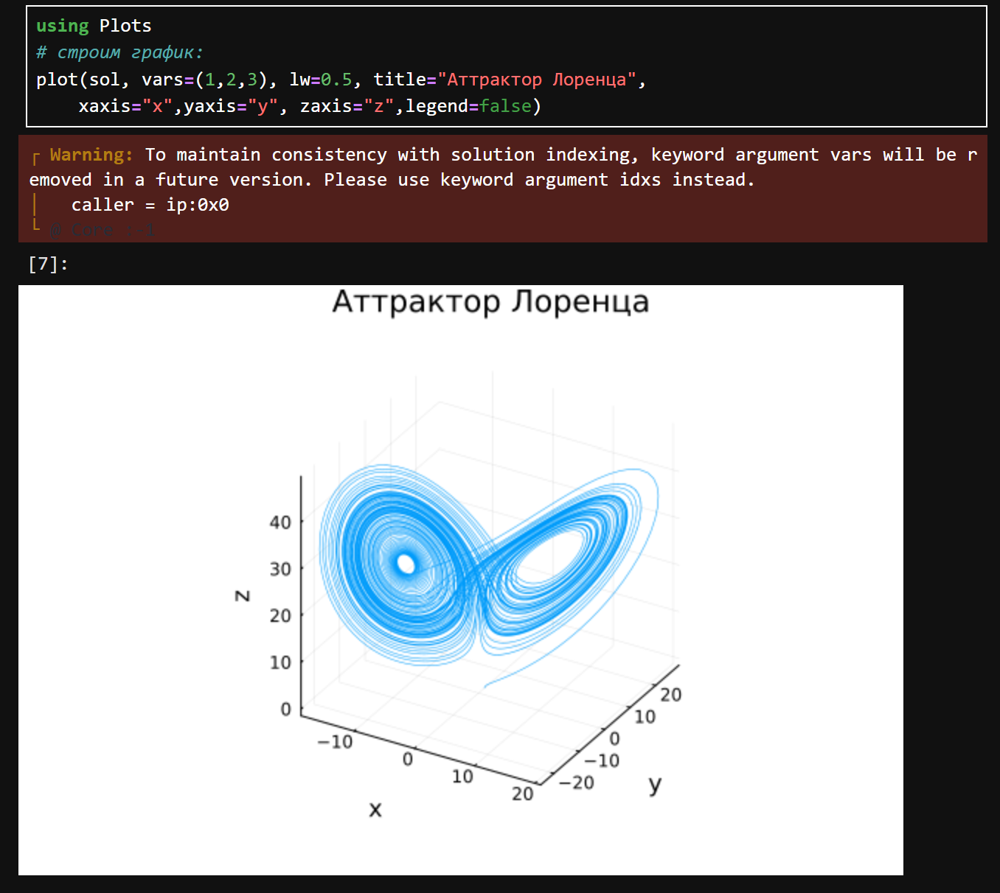 using Plots
# строим график:
plot(sol, vars=(1,2,3), lw=0.5, title="Аттрактор Лоренца",
    xaxis="x",yaxis="y", zaxis="z",legend=false)
┌ Warning: To maintain consistency with solution indexing, keyword argument vars will be r
emoved in a future version. Please use keyword argument idxs instead.
│   caller = ip:0x0
└ @ Core :-1
[7]:
Аттрактор Лоренца
40
30
20
10
0
z
−10
0
10
20
x
20
10
0
−10
−20
y